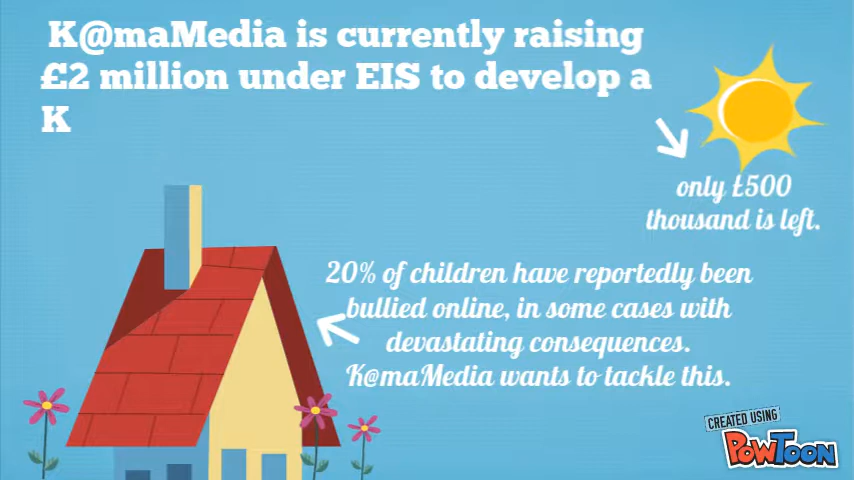 K@maMedia is currently raising
£2 million under EIS to develop a
K
only £500
thousand is left.
20% of children have reportedly been
bullied online, in some cases with
devastating consequences.
K@maMedia wants to tackle this.
CREATED USING
POWTOON